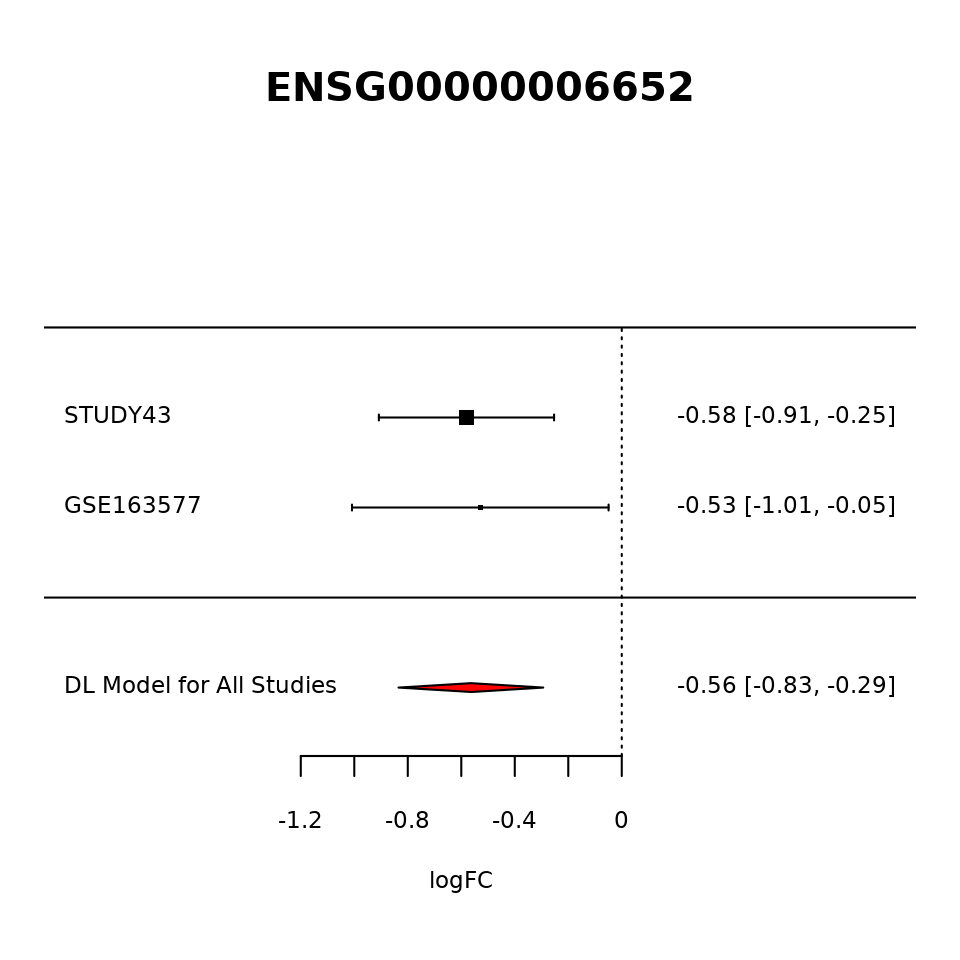 ENSG00000006652
STUDY43 -0.58 [-0.91, -0.25]
GSE163577 -0.53 [-1.01, -0.05]
DL Model for All Studies -0.56 [-0.83, -0.29]
-1.2 -0.8 -0.4 0
logFC